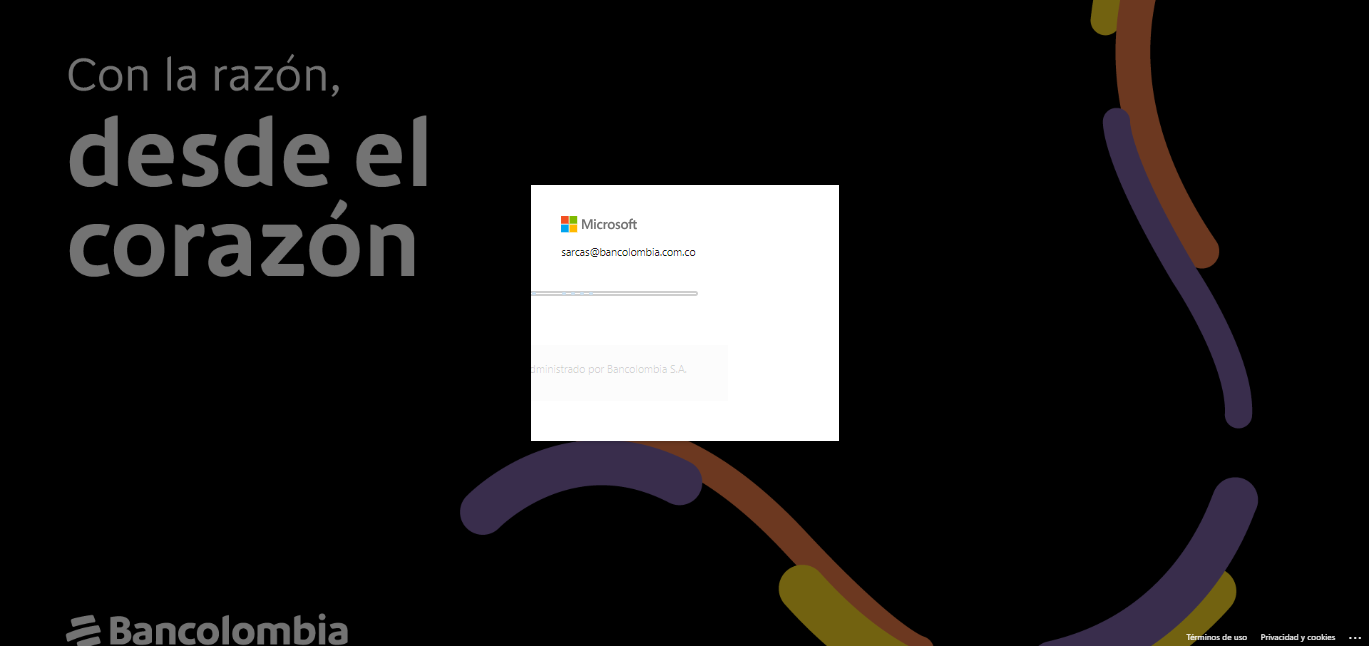 Con la razón,
desde el
corazón
Microsoft
sarcas@bancolombia.com.co
dministrado por Bancolombia S.A.
Bancolombia
Términos de uso Privacidad y cookies ...